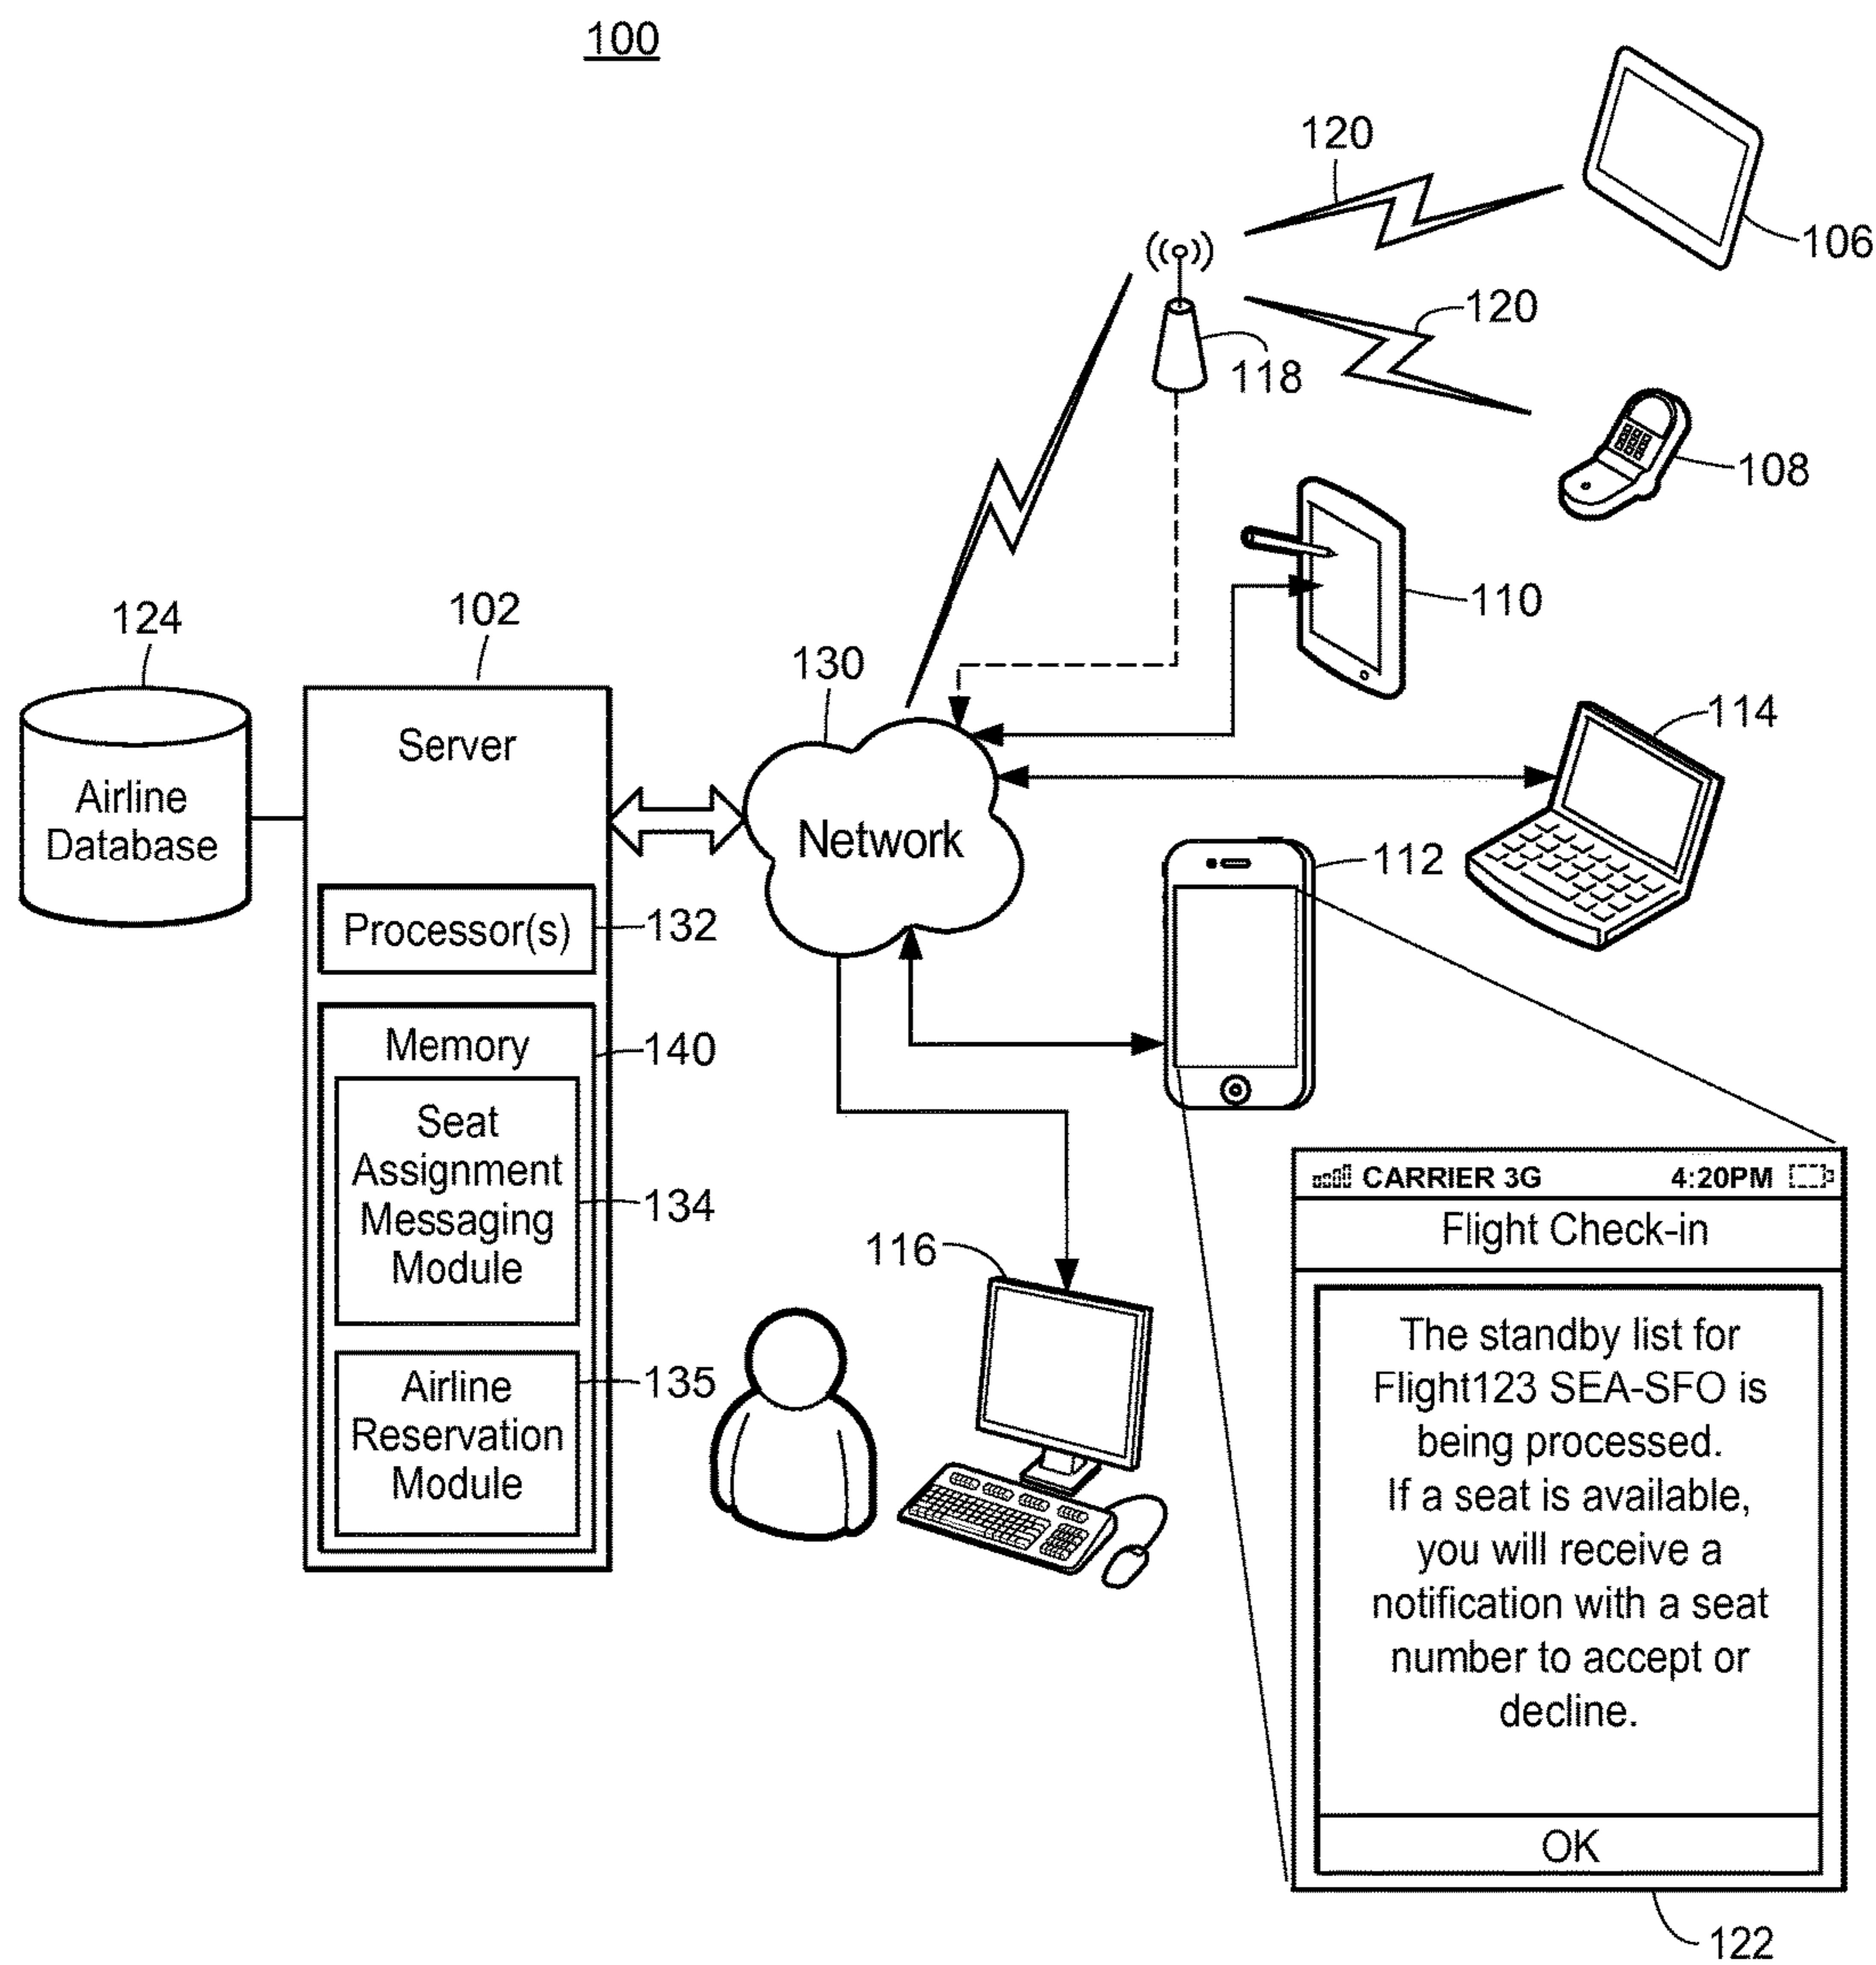 100
120
106
120
118
108
110
124
102
130
114
Server
Airline
Database
Network
112
Processor(s)
132
Memory
140
Seat
Assignment
Messaging
Module
134
CARRIER 3G 4:20PM
Flight Check-in
116
The standby list for
Flight123 SEA-SFO is
being processed.
If a seat is available,
you will receive a
notification with a seat
number to accept or
decline.
OK
Airline
Reservation
Module
135
122